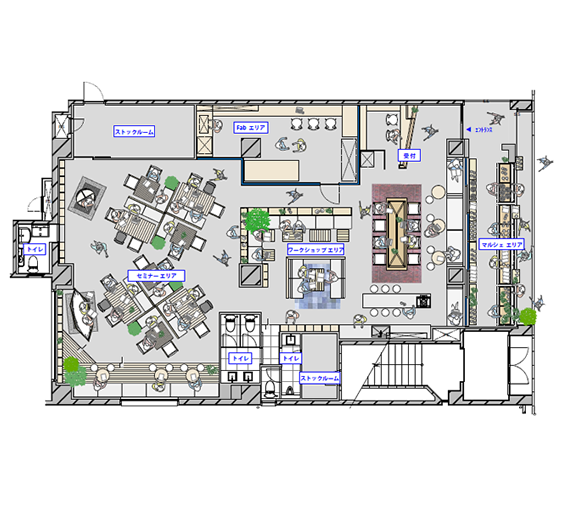 ストックルーム
Fab エリア
受付
◀ エントランス
トイレ
セミナーエリア
ワークショップ エリア
マルシェ エリア
トイレ
トイレ
ストックルーム